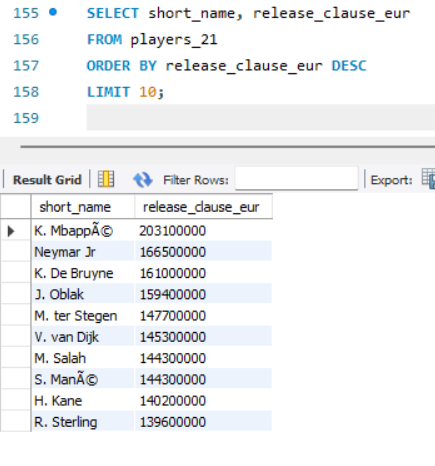 155 SELECT short_name, release_clause_eur
156 FROM players_21
157 ORDER BY release_clause_eur DESC
158 LIMIT 10;
159
Result Grid Filter Rows: Export:
short_name release_clause_eur
K. MbappÃ© 203100000
Neymar Jr 166500000
K. De Bruyne 161000000
J. Oblak 159400000
M. ter Stegen 147700000
V. van Dijk 145300000
M. Salah 144300000
S. ManÃ© 144300000
H. Kane 140200000
R. Sterling 139600000